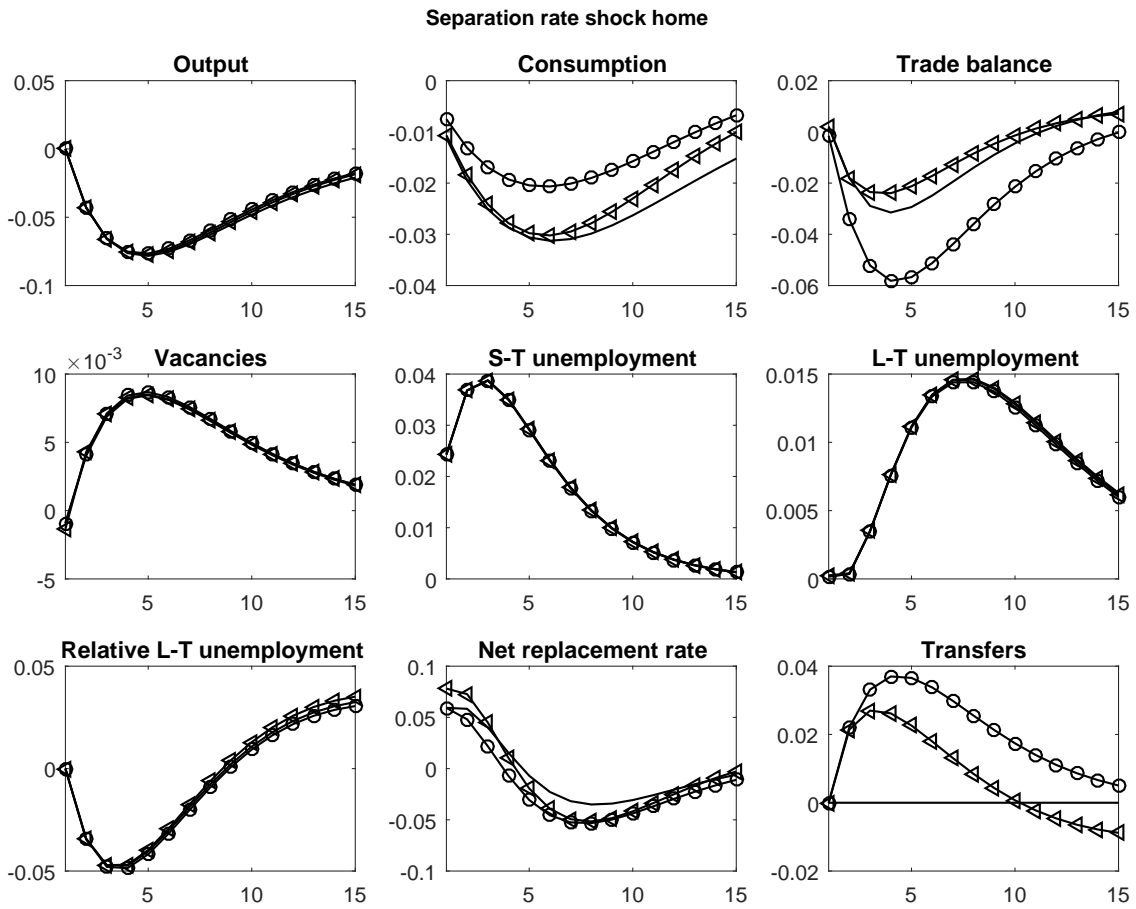 Separation rate shock home
Output
0.05
0
-0.05
-0.1
5 10 15
Consumption
0
-0.01
-0.02
-0.03
-0.04
5 10 15
Trade balance
0.02
0
-0.02
-0.04
-0.06
5 10 15
Vacancies
×10-3
10
5
0
-5
5 10 15
S-T unemployment
0.04
0.03
0.02
0.01
0
5 10 15
L-T unemployment
0.015
0.01
0.005
0
5 10 15
Relative L-T unemployment
0.05
0
-0.05
5 10 15
Net replacement rate
0.1
0.05
0
-0.05
-0.1
5 10 15
Transfers
0.04
0.02
0
-0.02
5 10 15